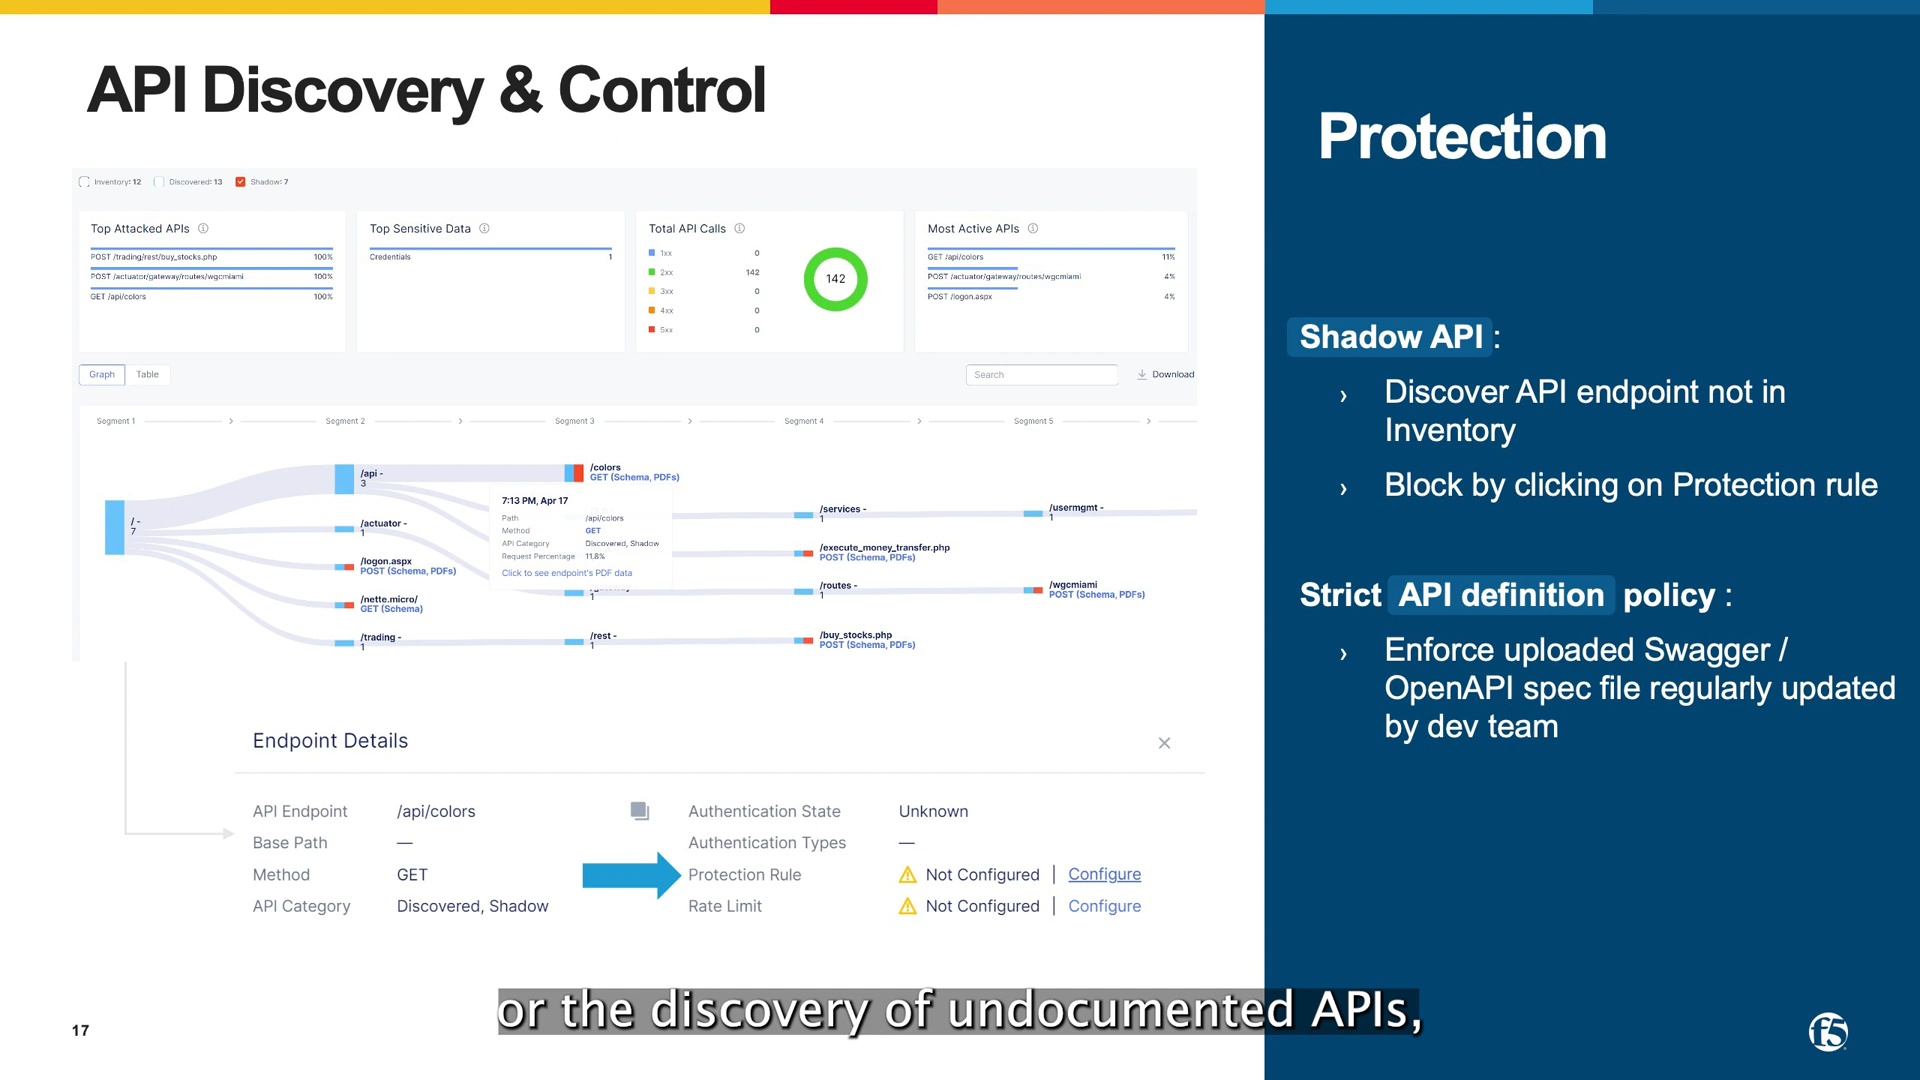 API Discovery & Control
Protection
Inventory: 12
Discovered: 13
Shadow: 7
Top Attacked APIs
POST /trading/rest/buy_stocks.php 100%
POST /actuator/gateway/routes/wgcmiami 100%
GET /api/colors 100%
Top Sensitive Data
Credentials 1
Total API Calls
1xx 0
2xx 142
3xx 0
4xx 0
5xx 0
142
Most Active APIs
GET /api/colors 11%
POST /actuator/gateway/routes/wgcmiami 4%
POST /logon.aspx 4%
Graph
Table
Search
Download
Segment 1
Segment 2
Segment 3
Segment 4
Segment 5
/ -
7
/api -
3
/actuator -
1
/logon.aspx
POST (Schema, PDFs)
/nette.micro/
GET (Schema)
/trading -
1
/colors
GET (Schema, PDFs)
7:13 PM, Apr 17
Path /api/colors
Method GET
API Category Discovered, Shadow
Request Percentage 11.8%
Click to see endpoint's PDF data
1
/rest -
1
/services -
1
/execute_money_transfer.php
POST (Schema, PDFs)
/routes -
1
/buy_stocks.php
POST (Schema, PDFs)
/usermgmt -
1
/wgcmiami
POST (Schema, PDFs)
Endpoint Details
API Endpoint /api/colors
Base Path —
Method GET
API Category Discovered, Shadow
Authentication State Unknown
Authentication Types —
Protection Rule Not Configured | Configure
Rate Limit Not Configured | Configure
Shadow API :
› Discover API endpoint not in
Inventory
› Block by clicking on Protection rule
Strict API definition policy :
› Enforce uploaded Swagger /
OpenAPI spec file regularly updated
by dev team
or the discovery of undocumented APIs,
17
f5